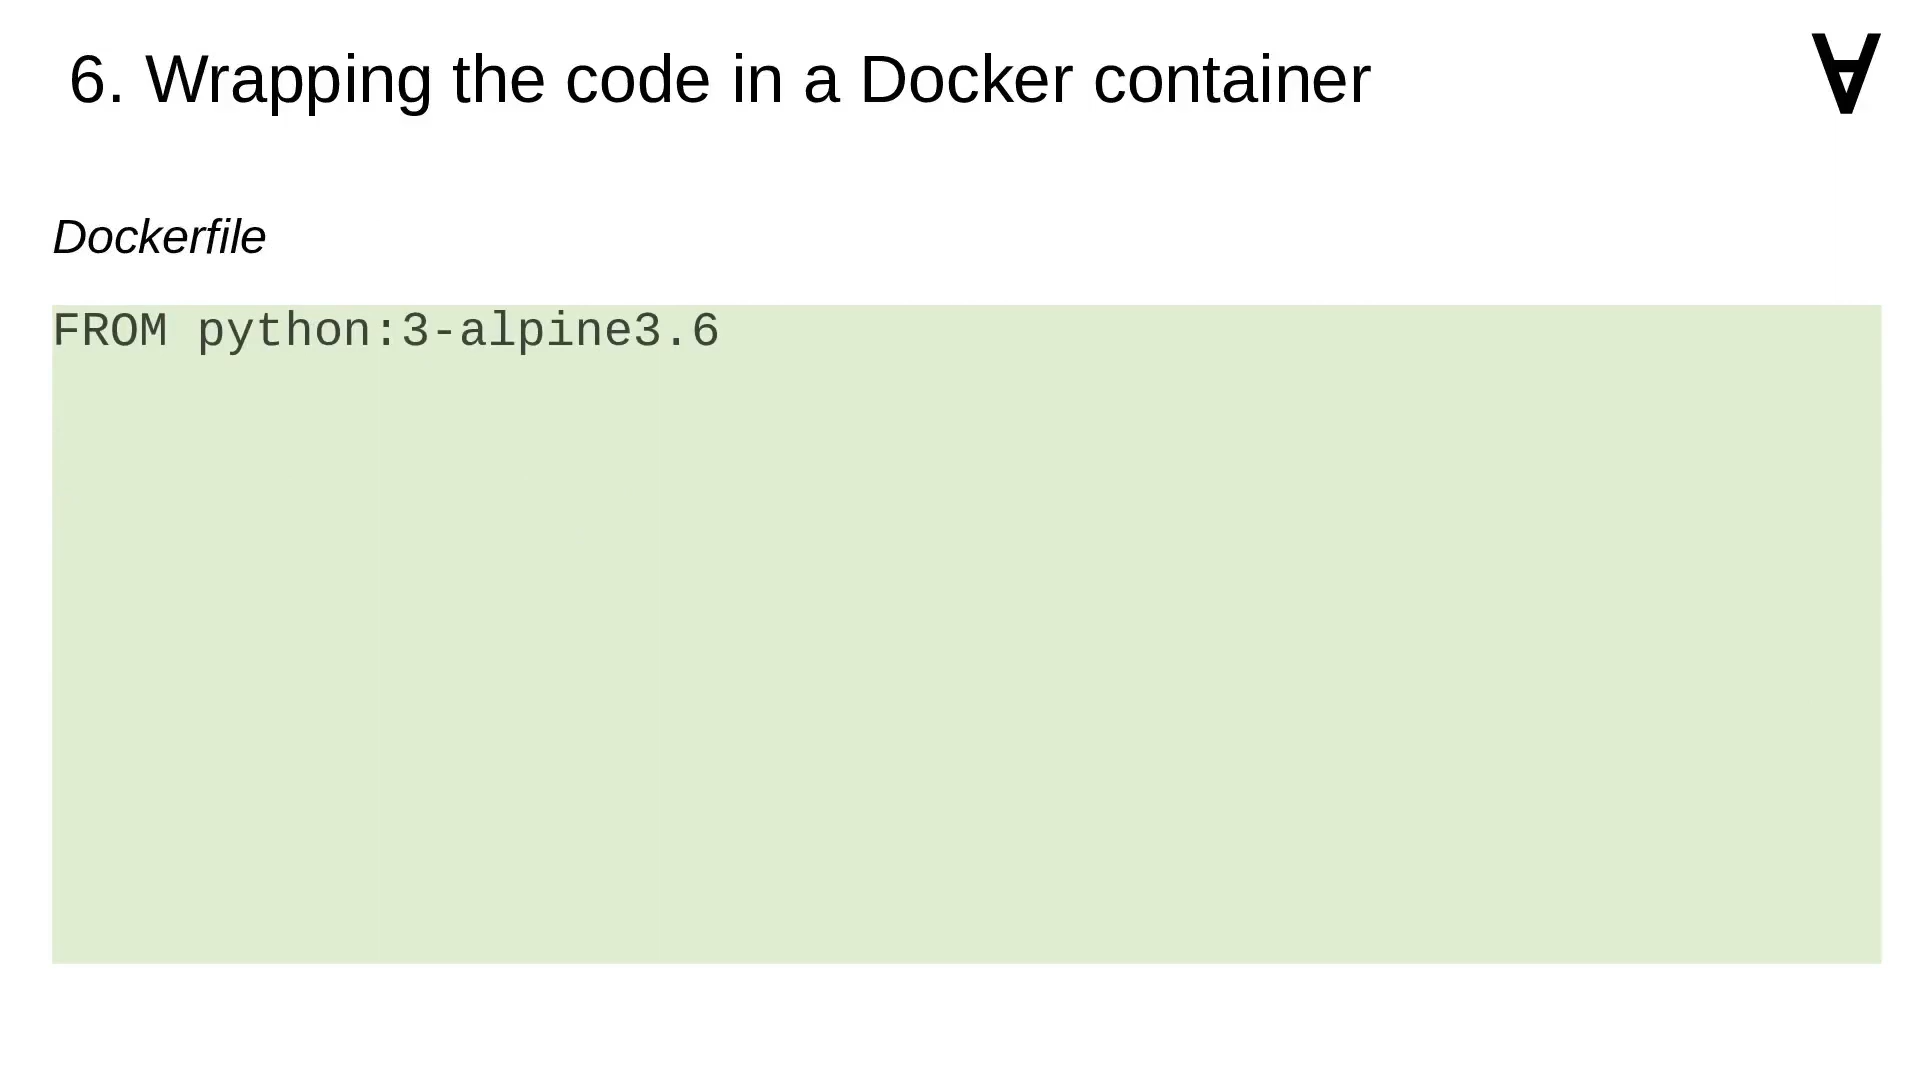 6. Wrapping the code in a Docker container
∀
Dockerfile
FROM python:3-alpine3.6